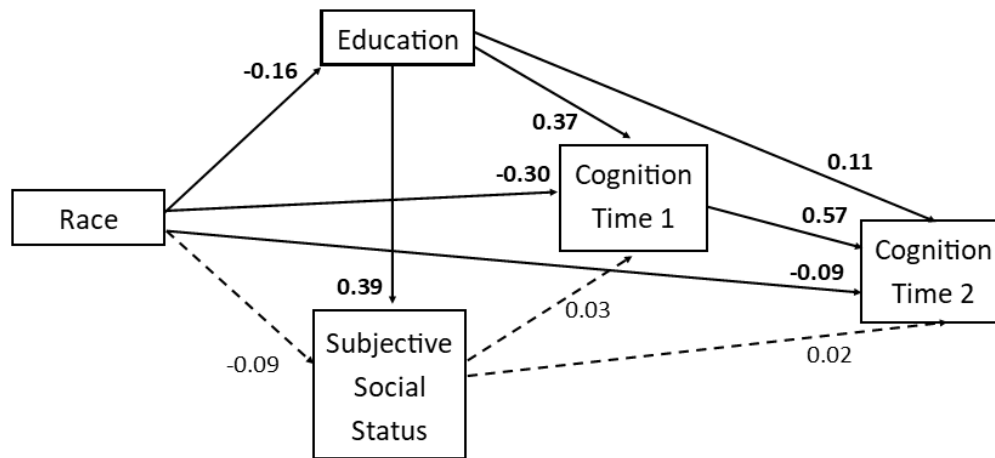 Education
-0.16
0.37
-0.30
0.11
Race
Cognition
Time 1
0.57
Cognition
Time 2
-0.09
0.39
0.03
-0.09
0.02
Subjective
Social
Status